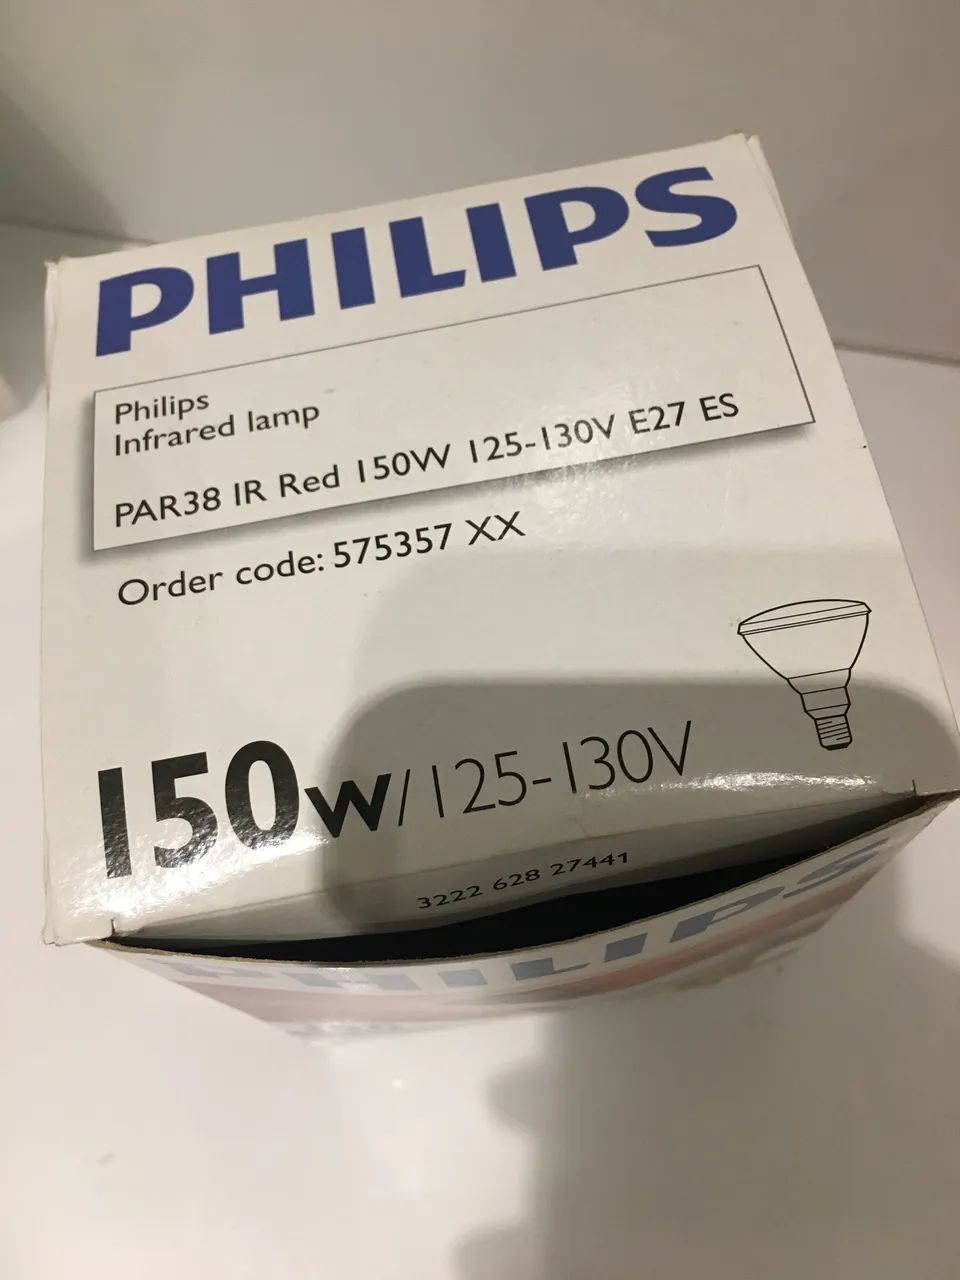 PHILIPS
Philips
Infrared lamp
PAR38 IR Red 150W 125-130V E27 ES
Order code: 575357 XX
150w/125-130V
3222 628 27441
PHILIPS